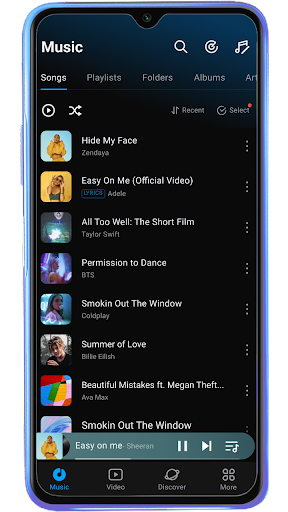 Music
Songs Playlists Folders Albums Art
Recent Select
Hide My Face
Zendaya
Easy On Me (Official Video)
LYRICS Adele
All Too Well: The Short Film
Taylor Swift
Permission to Dance
BTS
Smokin Out The Window
Coldplay
Summer of Love
Billie Eilish
Beautiful Mistakes ft. Megan Theft...
Ava Max
Smokin Out The Window
Easy on me - Sheeran
Music Video Discover More